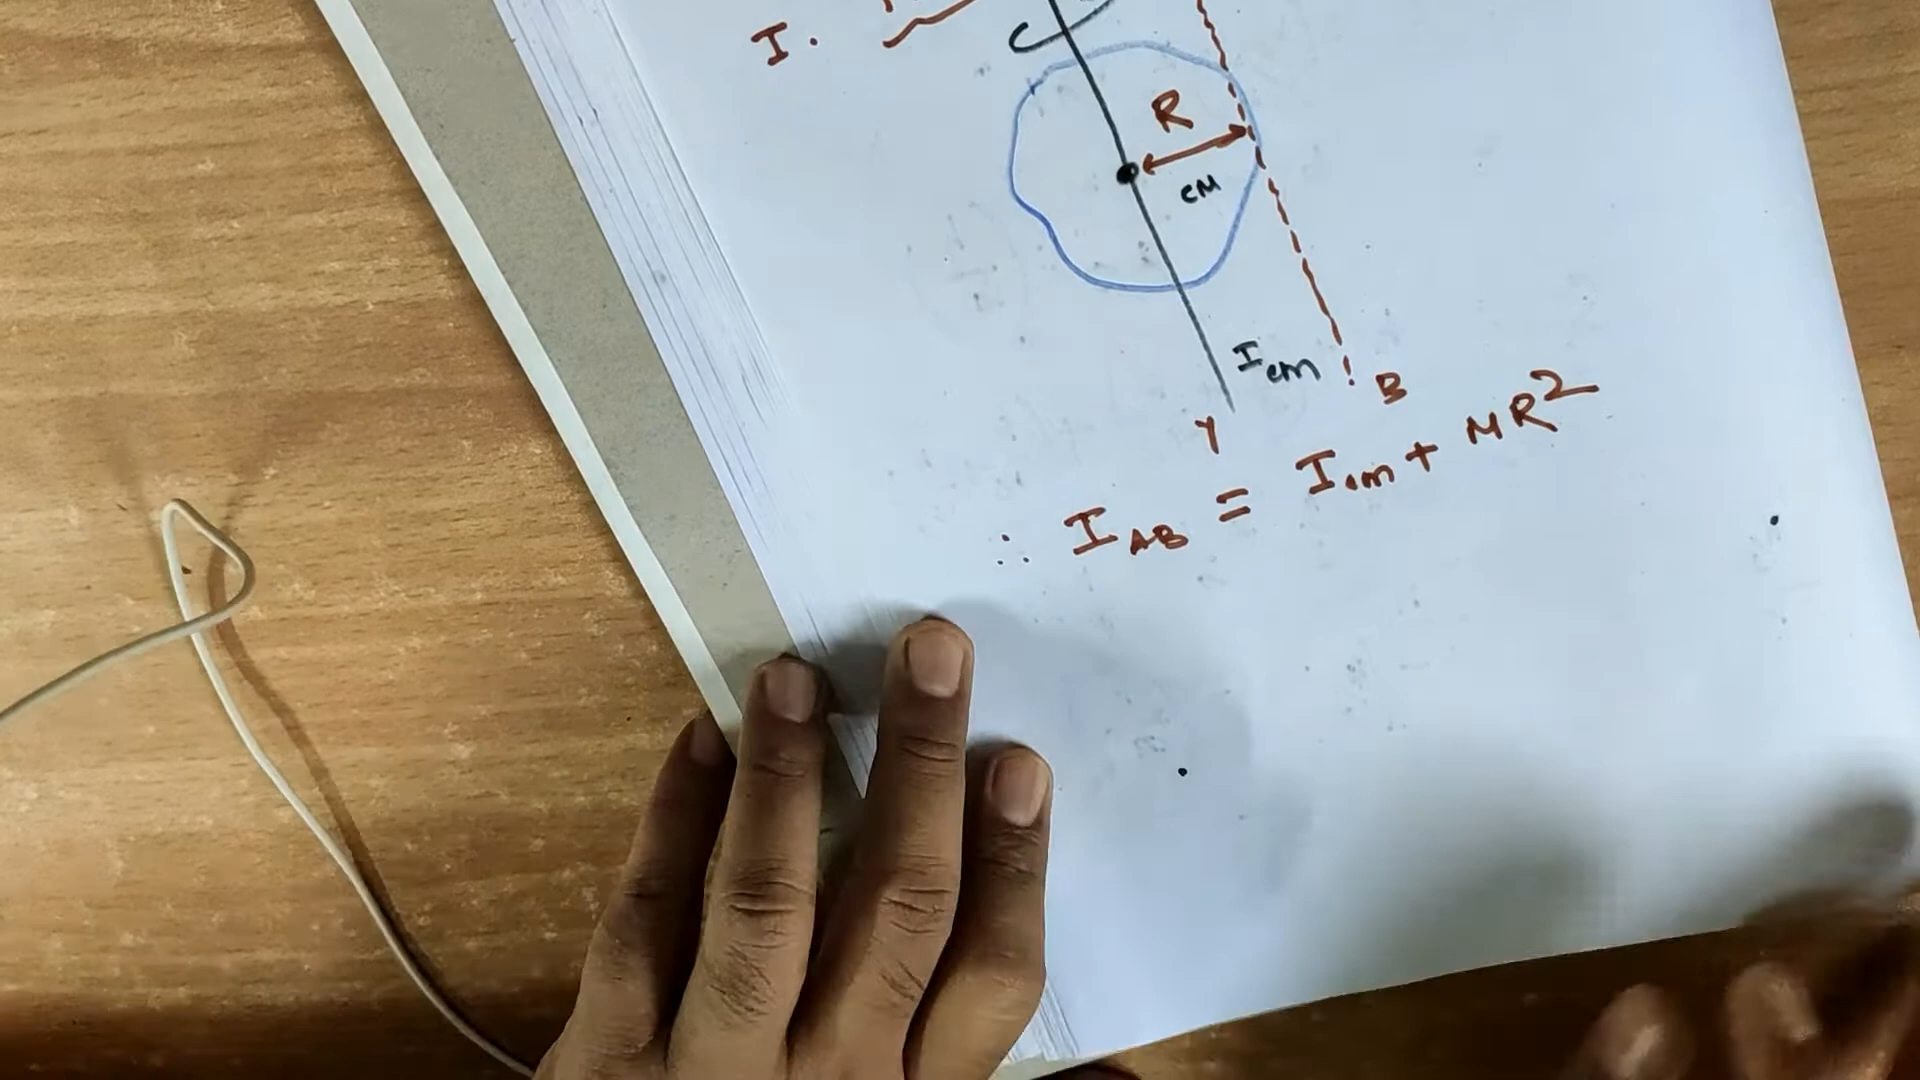 I.
R
CM
Icm
B
Y
∴ IAB = Icm + MR²